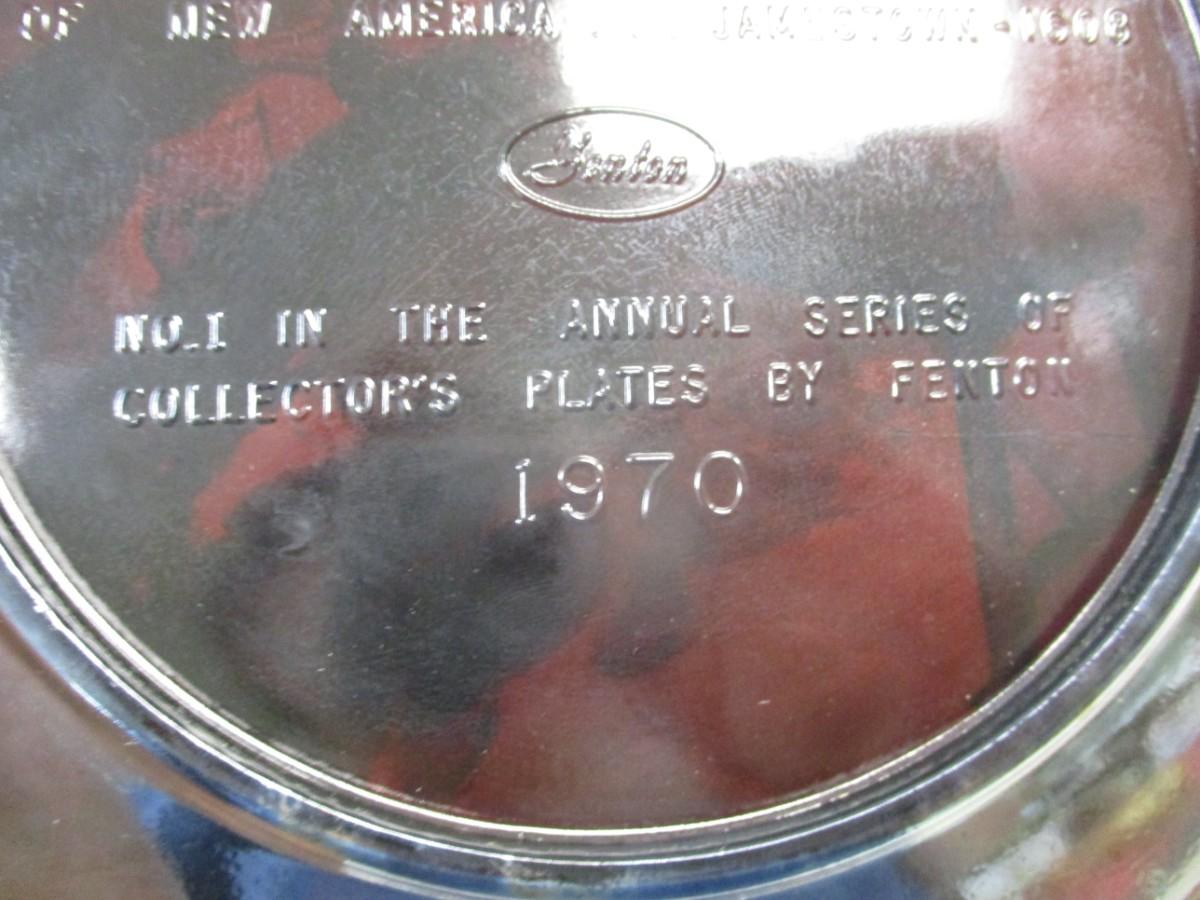 OF NEW AMERICA JAMESTOWN-1608
Fenton
NO.1 IN THE ANNUAL SERIES OF
COLLECTOR'S PLATES BY FENTON
1970